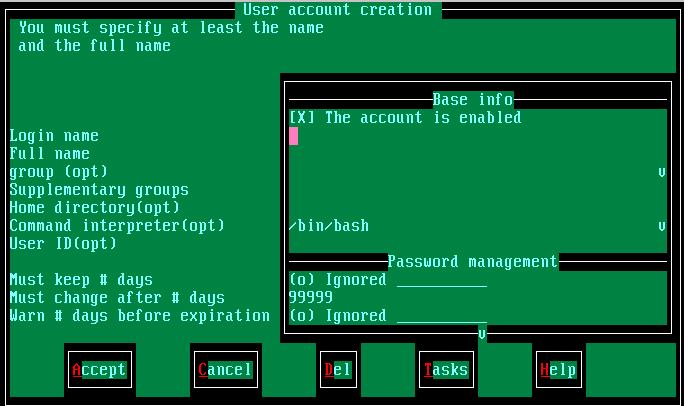 User account creation
You must specify at least the name
and the full name
Base info
[X] The account is enabled
Login name
Full name
group (opt) v
Supplementary groups
Home directory(opt)
Command interpreter(opt) /bin/bash v
User ID(opt)
Password management
Must keep # days (o) Ignored __________
Must change after # days 99999
Warn # days before expiration (o) Ignored __________
v
Accept Cancel Del Tasks Help